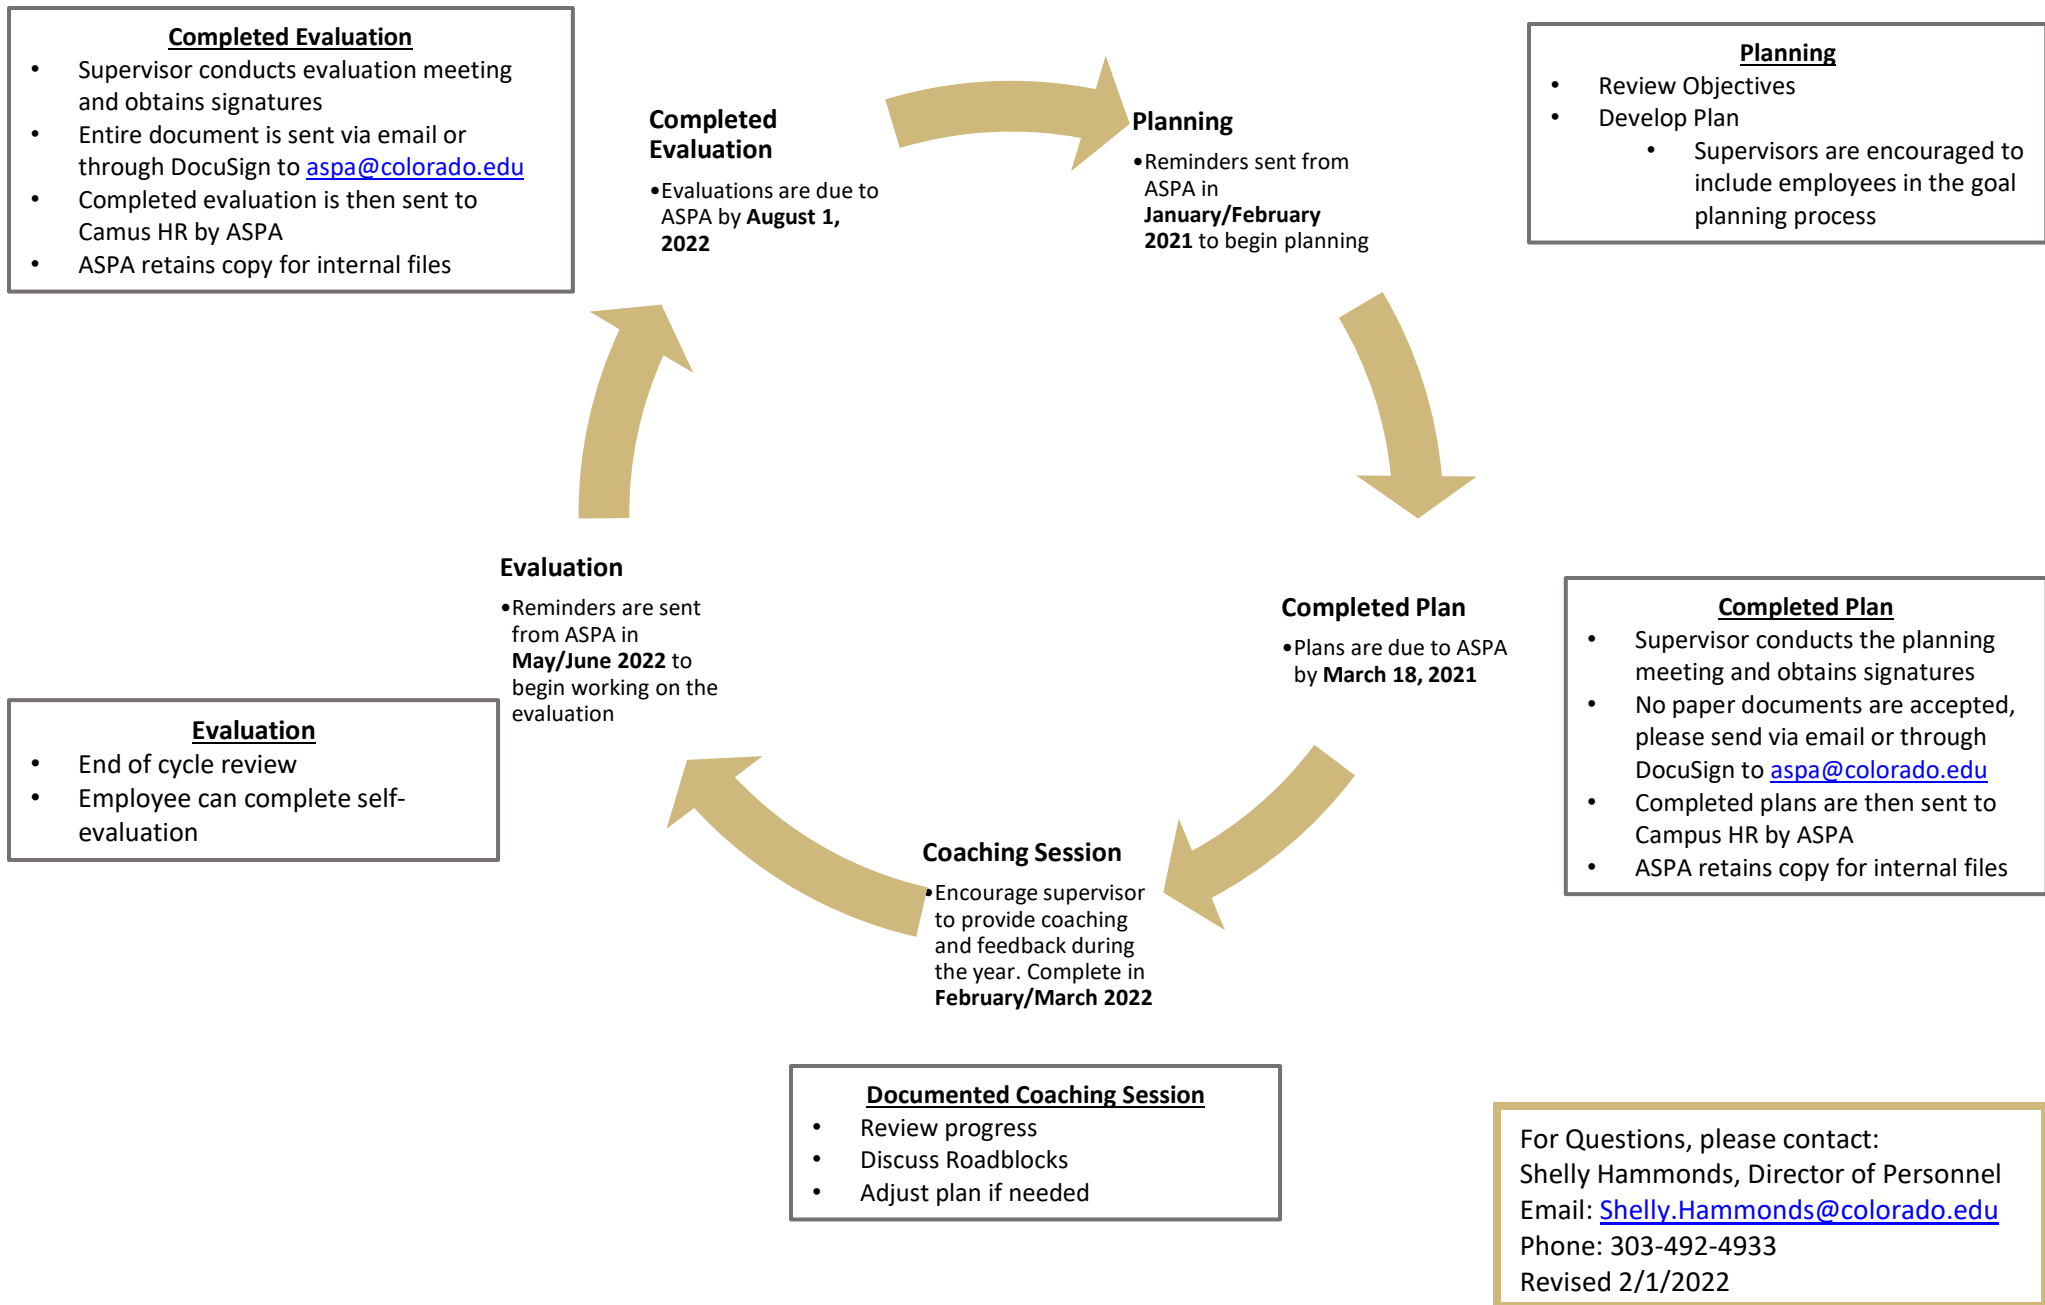 Completed Evaluation
• Supervisor conducts evaluation meeting
and obtains signatures
• Entire document is sent via email or
through DocuSign to aspa@colorado.edu
• Completed evaluation is then sent to
Camus HR by ASPA
• ASPA retains copy for internal files
Completed
Evaluation
•Evaluations are due to
ASPA by August 1,
2022
Planning
•Reminders sent from
ASPA in
January/February
2021 to begin planning
Planning
• Review Objectives
• Develop Plan
• Supervisors are encouraged to
include employees in the goal
planning process
Evaluation
•Reminders are sent
from ASPA in
May/June 2022 to
begin working on the
evaluation
Completed Plan
•Plans are due to ASPA
by March 18, 2021
Completed Plan
• Supervisor conducts the planning
meeting and obtains signatures
• No paper documents are accepted,
please send via email or through
DocuSign to aspa@colorado.edu
• Completed plans are then sent to
Campus HR by ASPA
• ASPA retains copy for internal files
Evaluation
• End of cycle review
• Employee can complete self-
evaluation
Coaching Session
•Encourage supervisor
to provide coaching
and feedback during
the year. Complete in
February/March 2022
Documented Coaching Session
• Review progress
• Discuss Roadblocks
• Adjust plan if needed
For Questions, please contact:
Shelly Hammonds, Director of Personnel
Email: Shelly.Hammonds@colorado.edu
Phone: 303-492-4933
Revised 2/1/2022